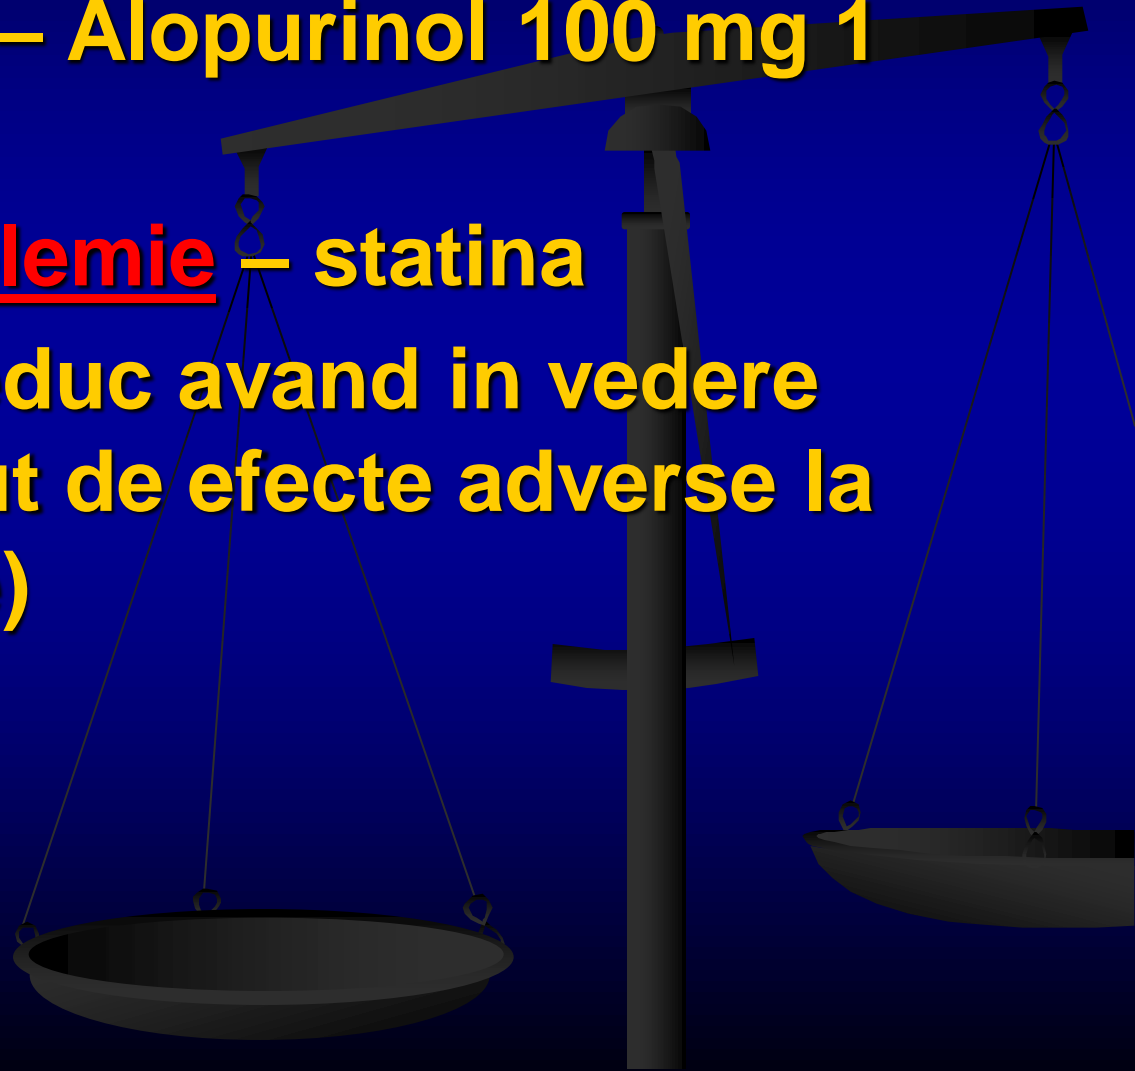 – Alopurinol 100 mg 1
lemie – statina
duc avand in vedere
ut de efecte adverse la
)